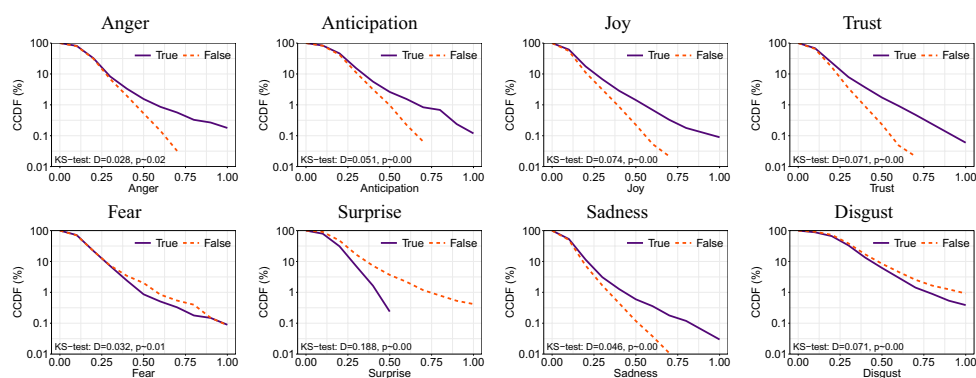 Anger Anticipation Joy Trust
100 10 1 0.1 0.01
CCDF (%)
True False
KS-test: D=0.028, p~0.02
0.00 0.25 0.50 0.75 1.00
Anger
100 10 1 0.1 0.01
CCDF (%)
True False
KS-test: D=0.051, p~0.00
0.00 0.25 0.50 0.75 1.00
Anticipation
100 10 1 0.1 0.01
CCDF (%)
True False
KS-test: D=0.074, p~0.00
0.00 0.25 0.50 0.75 1.00
Joy
100 10 1 0.1 0.01
CCDF (%)
True False
KS-test: D=0.071, p~0.00
0.00 0.25 0.50 0.75 1.00
Trust
Fear Surprise Sadness Disgust
100 10 1 0.1 0.01
CCDF (%)
True False
KS-test: D=0.032, p~0.01
0.00 0.25 0.50 0.75 1.00
Fear
100 10 1 0.1 0.01
CCDF (%)
True False
KS-test: D=0.188, p~0.00
0.00 0.25 0.50 0.75 1.00
Surprise
100 10 1 0.1 0.01
CCDF (%)
True False
KS-test: D=0.046, p~0.00
0.00 0.25 0.50 0.75 1.00
Sadness
100 10 1 0.1 0.01
CCDF (%)
True False
KS-test: D=0.071, p~0.00
0.00 0.25 0.50 0.75 1.00
Disgust